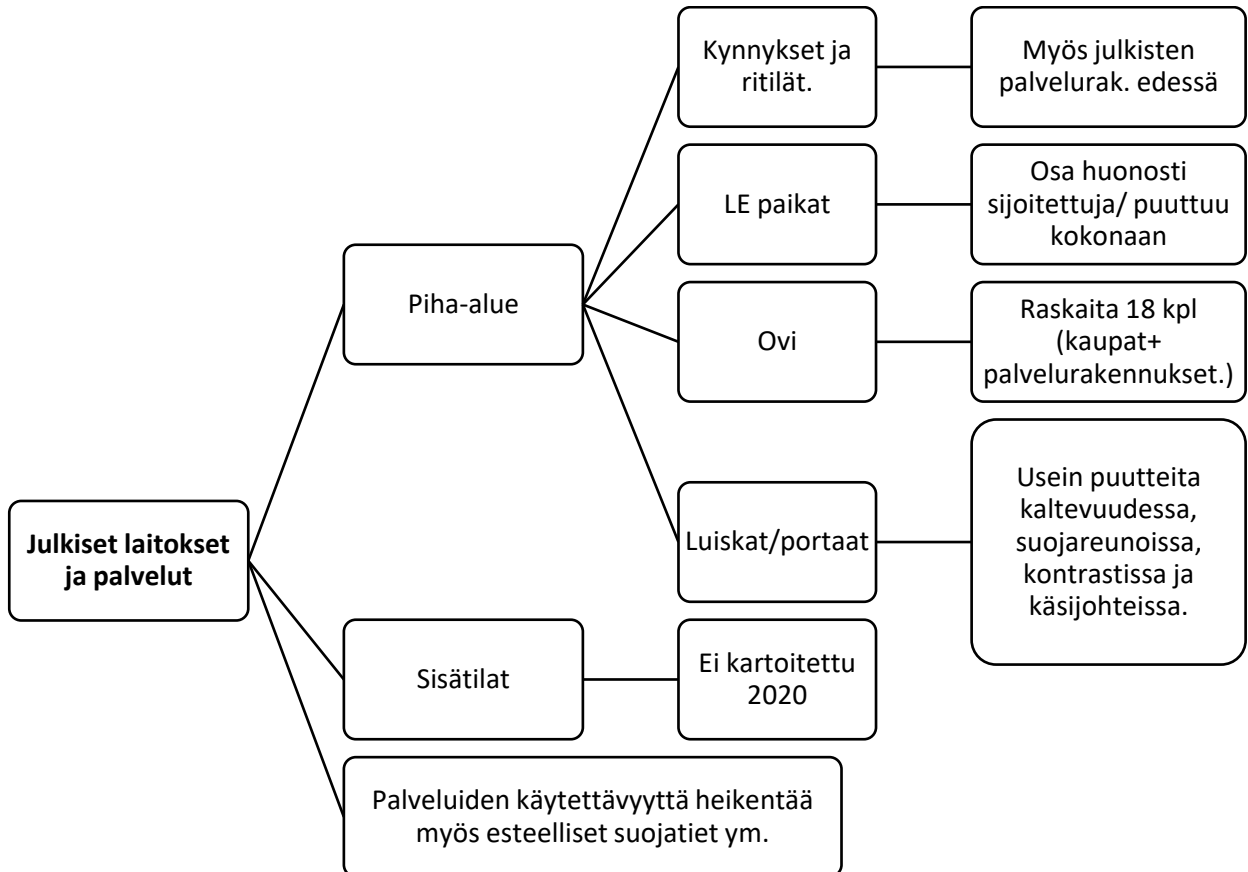 Kynnykset ja
ritilät.
Myös julkisten
palvelurak. edessä
LE paikat
Osa huonosti
sijoitettuja/ puuttuu
kokonaan
Piha-alue
Ovi
Raskaita 18 kpl
(kaupat+
palvelurakennukset.)
Luiskat/portaat
Usein puutteita
kaltevuudessa,
suojareunoissa,
kontrastissa ja
käsijohteissa.
Julkiset laitokset
ja palvelut
Sisätilat
Ei kartoitettu
2020
Palveluiden käytettävyyttä heikentää
myös esteelliset suojatiet ym.